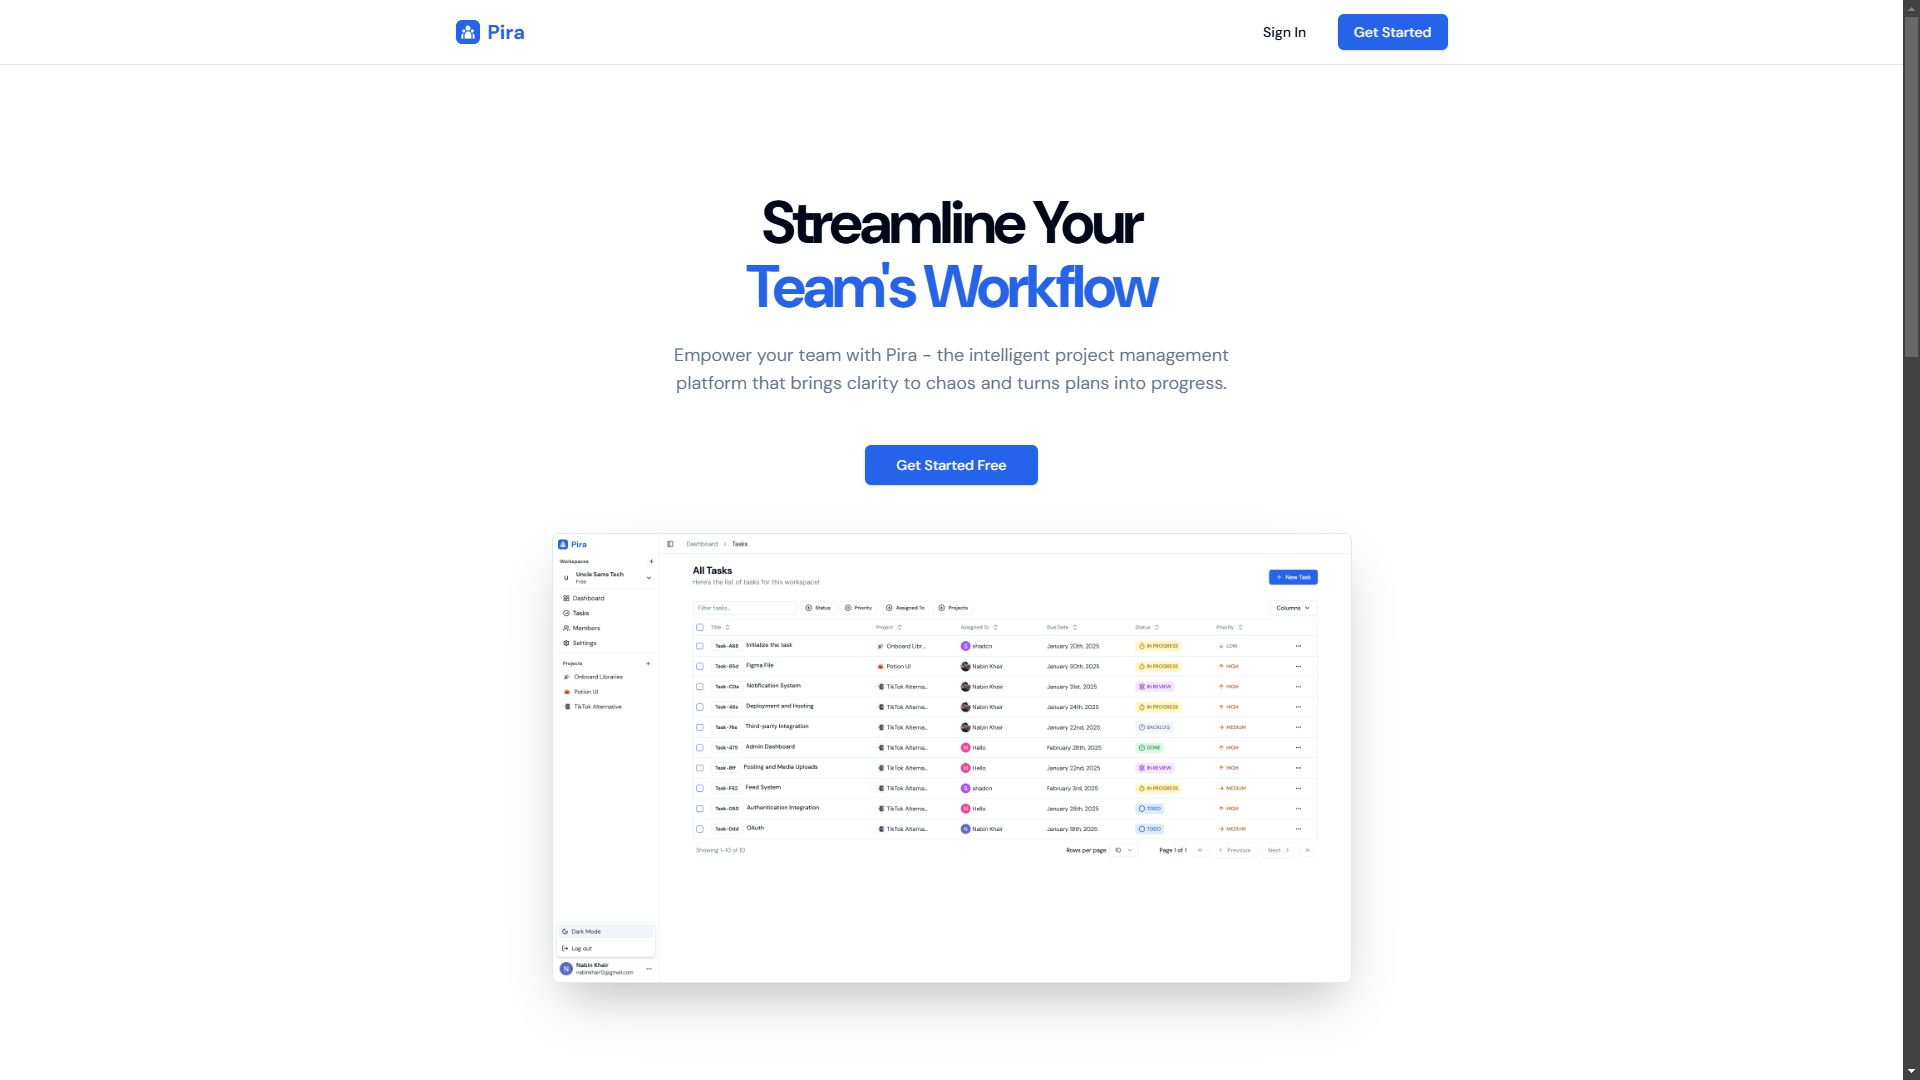 Pira
Sign In
Get Started
Streamline Your
Team's Workflow
Empower your team with Pira - the intelligent project management
platform that brings clarity to chaos and turns plans into progress.
Get Started Free
Pira
Workspaces
U
Uncle Sams Tech
Free
Dashboard
Tasks
Members
Settings
Projects
Onboard Libraries
Potion UI
TikTok Alternative
Dark Mode
Log out
N
Nabin Khair
Dashboard > Tasks
All Tasks
Here's the list of tasks for this workspace!
+ New Task
Filter tasks...
Status
Priority
Assigned To
Projects
Columns
Title Project Assigned To Due Date Status Priority
Task-A68 Initialize the task Onboard Libr... S shadcn January 20th, 2025 IN PROGRESS LOW
Task-85d Figma File Potion UI Nabin Khair January 30th, 2025 IN PROGRESS HIGH
Task-C0a Notification System TikTok Alterna... Nabin Khair January 31st, 2025 IN REVIEW HIGH
Task-48c Deployment and Hosting TikTok Alterna... Nabin Khair January 24th, 2025 IN PROGRESS HIGH
Task-76c Third-party Integration TikTok Alterna... Nabin Khair January 22nd, 2025 BACKLOG MEDIUM
Task-475 Admin Dashboard TikTok Alterna... H Hello February 28th, 2025 DONE HIGH
Posting and Media Uploads TikTok Alterna... H Hello January 22nd, 2025 IN REVIEW HIGH
Task-F62 Feed System TikTok Alterna... S shadcn February 3rd, 2025 IN PROGRESS MEDIUM
Task-050 Authentication Integration TikTok Alterna... H Hello January 28th, 2025 TODO HIGH
Task-Ddd OAuth TikTok Alterna... N Nabin Khair January 18th, 2025 TODO MEDIUM
Showing 1-10 of 10
Rows per page 10
Page 1 of 1
Previous
Next